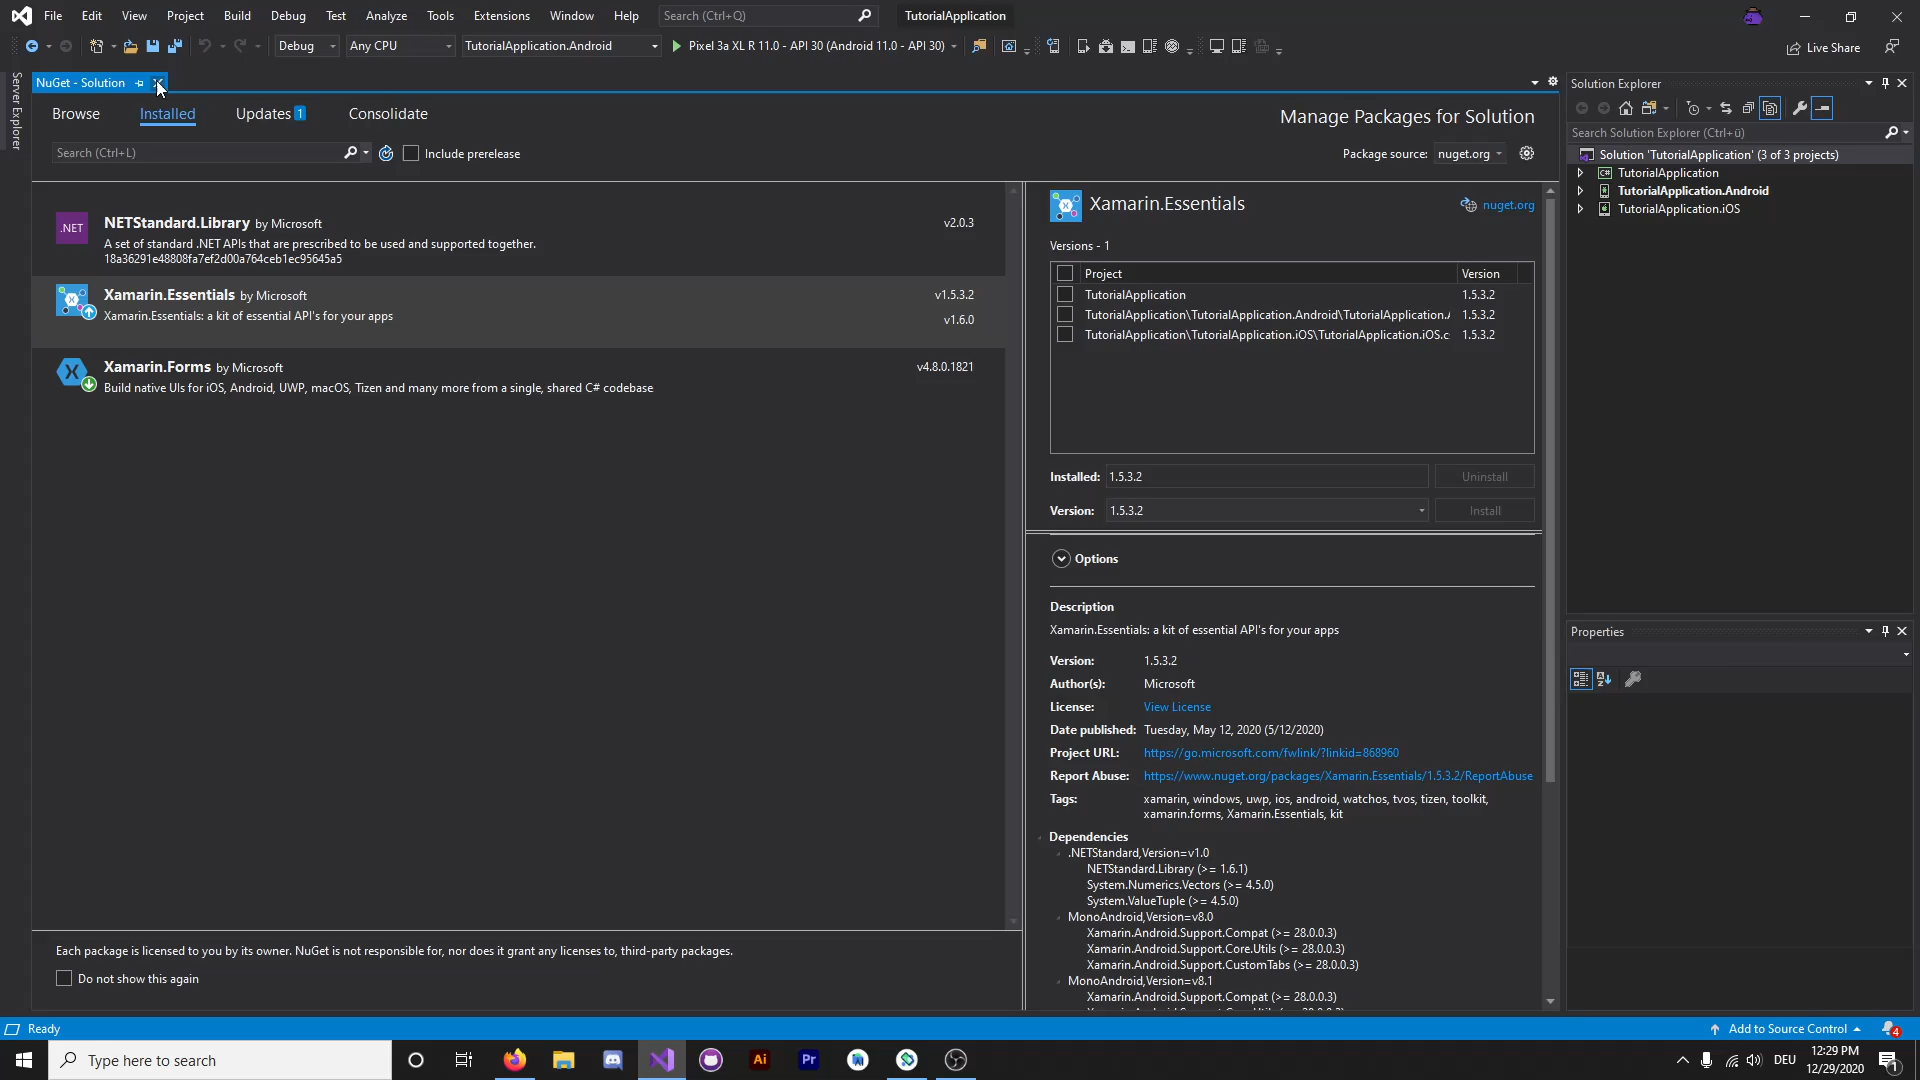 File Edit View Project Build Debug Test Analyze Tools Extensions Window Help Search (Ctrl+Q) TutorialApplication
Debug Any CPU TutorialApplication.Android Pixel 3a XL R 11.0 - API 30 (Android 11.0 - API 30) Live Share
Server Explorer
NuGet - Solution
Browse Installed Updates 1 Consolidate Manage Packages for Solution
Search (Ctrl+L) Include prerelease Package source: nuget.org
.NET NETStandard.Library by Microsoft v2.0.3
A set of standard .NET APIs that are prescribed to be used and supported together.
18a36291e48808fa7ef2d00a764ceb1ec95645a5
Xamarin.Essentials by Microsoft v1.5.3.2
Xamarin.Essentials: a kit of essential API's for your apps v1.6.0
Xamarin.Forms by Microsoft v4.8.0.1821
Build native UIs for iOS, Android, UWP, macOS, Tizen and many more from a single, shared C# codebase
Each package is licensed to you by its owner. NuGet is not responsible for, nor does it grant any licenses to, third-party packages.
Do not show this again
Xamarin.Essentials nuget.org
Versions - 1
Project Version
TutorialApplication 1.5.3.2
TutorialApplication\TutorialApplication.Android\TutorialApplication./ 1.5.3.2
TutorialApplication\TutorialApplication.iOS\TutorialApplication.iOS.c 1.5.3.2
Installed: 1.5.3.2 Uninstall
Version: 1.5.3.2 Install
Options
Description
Xamarin.Essentials: a kit of essential API's for your apps
Version: 1.5.3.2
Author(s): Microsoft
License: View License
Date published: Tuesday, May 12, 2020 (5/12/2020)
Project URL: https://go.microsoft.com/fwlink/?linkid=868960
Report Abuse: https://www.nuget.org/packages/Xamarin.Essentials/1.5.3.2/ReportAbuse
Tags: xamarin, windows, uwp, ios, android, watchos, tvos, tizen, toolkit,
xamarin.forms, Xamarin.Essentials, kit
Dependencies
.NETStandard,Version=v1.0
NETStandard.Library (>= 1.6.1)
System.Numerics.Vectors (>= 4.5.0)
System.ValueTuple (>= 4.5.0)
MonoAndroid,Version=v8.0
Xamarin.Android.Support.Compat (>= 28.0.0.3)
Xamarin.Android.Support.Core.Utils (>= 28.0.0.3)
Xamarin.Android.Support.CustomTabs (>= 28.0.0.3)
MonoAndroid,Version=v8.1
Xamarin.Android.Support.Compat (>= 28.0.0.3)
Solution Explorer
Search Solution Explorer (Ctrl+ü)
Solution 'TutorialApplication' (3 of 3 projects)
C# TutorialApplication
TutorialApplication.Android
TutorialApplication.iOS
Properties
Ready Add to Source Control 4
Type here to search Ai Pr DEU 12:29 PM
12/29/2020 1